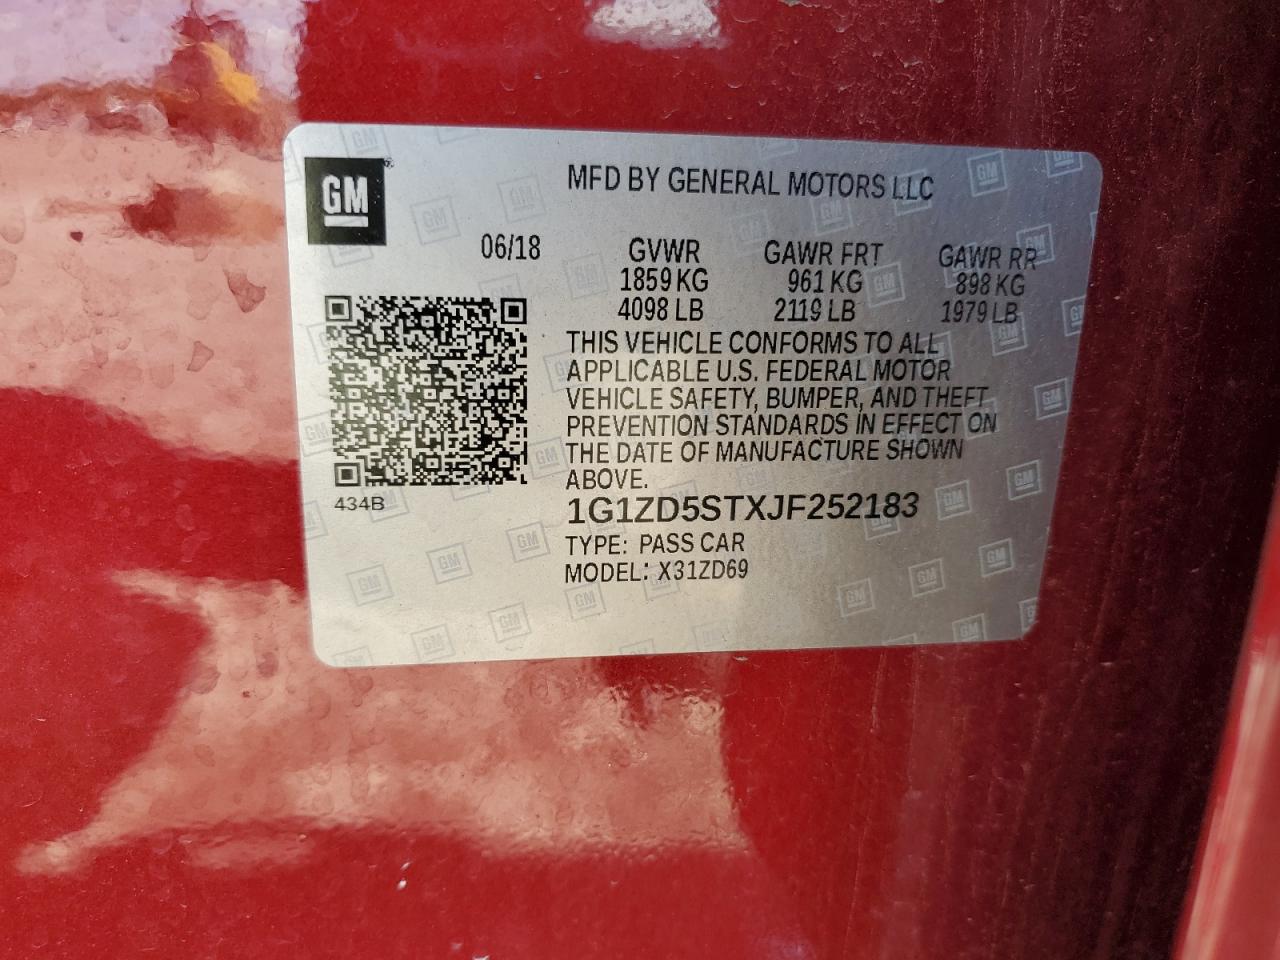 GM
MFD BY GENERAL MOTORS LLC
06/18 GVWR GAWR FRT GAWR RR
1859 KG 961 KG 898 KG
4098 LB 2119 LB 1979 LB
THIS VEHICLE CONFORMS TO ALL
APPLICABLE U.S. FEDERAL MOTOR
VEHICLE SAFETY, BUMPER, AND THEFT
PREVENTION STANDARDS IN EFFECT ON
THE DATE OF MANUFACTURE SHOWN
ABOVE.
434B
1G1ZD5STXJF252183
TYPE: PASS CAR
MODEL: X31ZD69